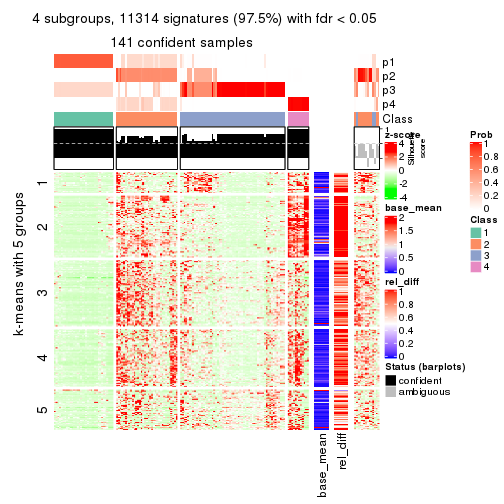 4 subgroups, 11314 signatures (97.5%) with fdr < 0.05
141 confident samples
p1
p2
p3
p4
Class
1
Silhouette
score
k-means with 5 groups
1
2
3
4
5
base_mean
rel_diff
z-score
4
2
0
-2
-4
base_mean
2
1.5
1
0.5
0
rel_diff
1
0.8
0.6
0.4
0.2
0
Status (barplots)
confident
ambiguous
Prob
1
0.8
0.6
0.4
0.2
0
Class
1
2
3
4